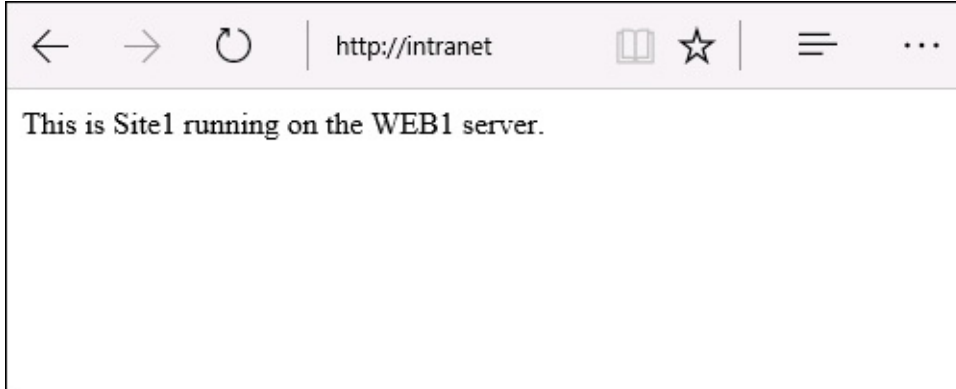 http://intranet
This is Site1 running on the WEB1 server.